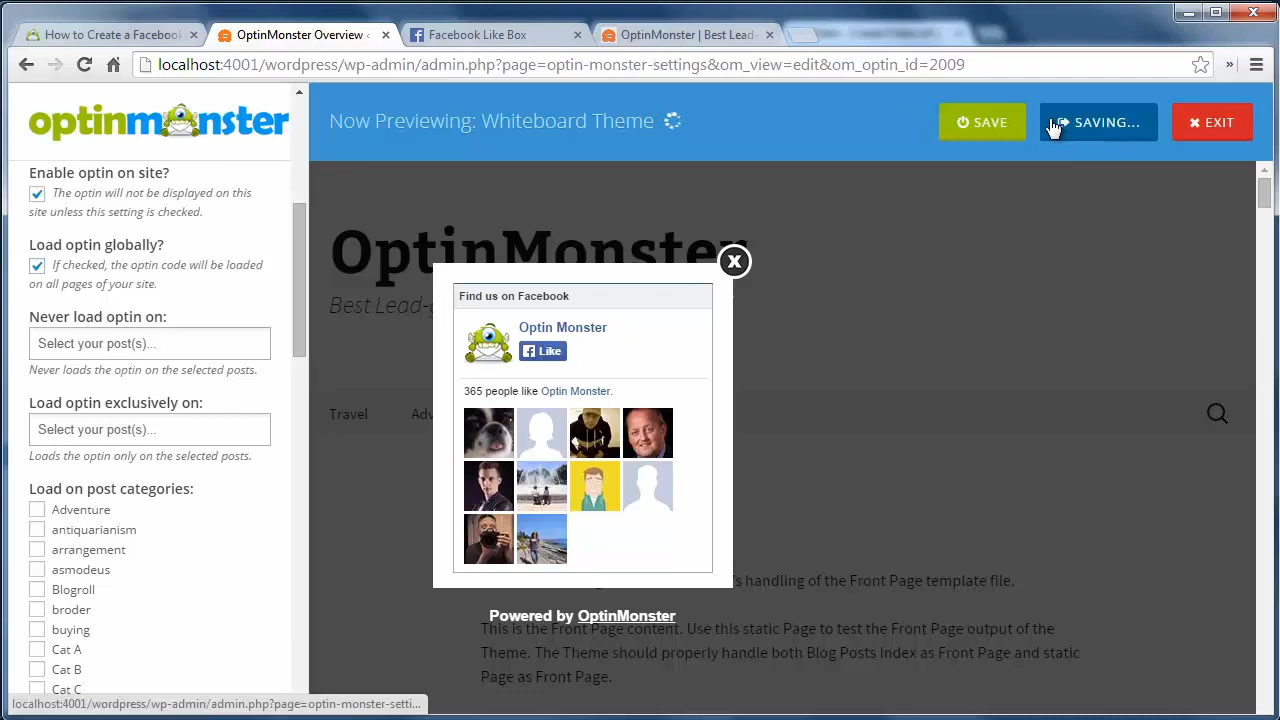 How to Create a Facebook
OptinMonster Overview
Facebook Like Box
OptinMonster | Best Lead-
localhost:4001/wordpress/wp-admin/admin.php?page=optin-monster-settings&om_view=edit&om_optin_id=2009
optinmonster
Now Previewing: Whiteboard Theme
SAVE
SAVING...
EXIT
Enable optin on site?
The optin will not be displayed on this
site unless this setting is checked.
Load optin globally?
If checked, the optin code will be loaded
on all pages of your site.
Never load optin on:
Select your post(s)...
Never loads the optin on the selected posts.
Load optin exclusively on:
Select your post(s)...
Loads the optin only on the selected posts.
Load on post categories:
Adventure
antiquarianism
arrangement
asmodeus
Blogroll
broder
buying
Cat A
Cat B
Cat C
OptinMonster
Best Lead-g
Travel
Adv
Find us on Facebook
Optin Monster
Like
365 people like Optin Monster.
Powered by OptinMonster
's handling of the Front Page template file.
This is the Front Page content. Use this static Page to test the Front Page output of the
Theme. The Theme should properly handle both Blog Posts Index as Front Page and static
Page as Front Page.
localhost:4001/wordpress/wp-admin/admin.php?page=optin-monster-setti...